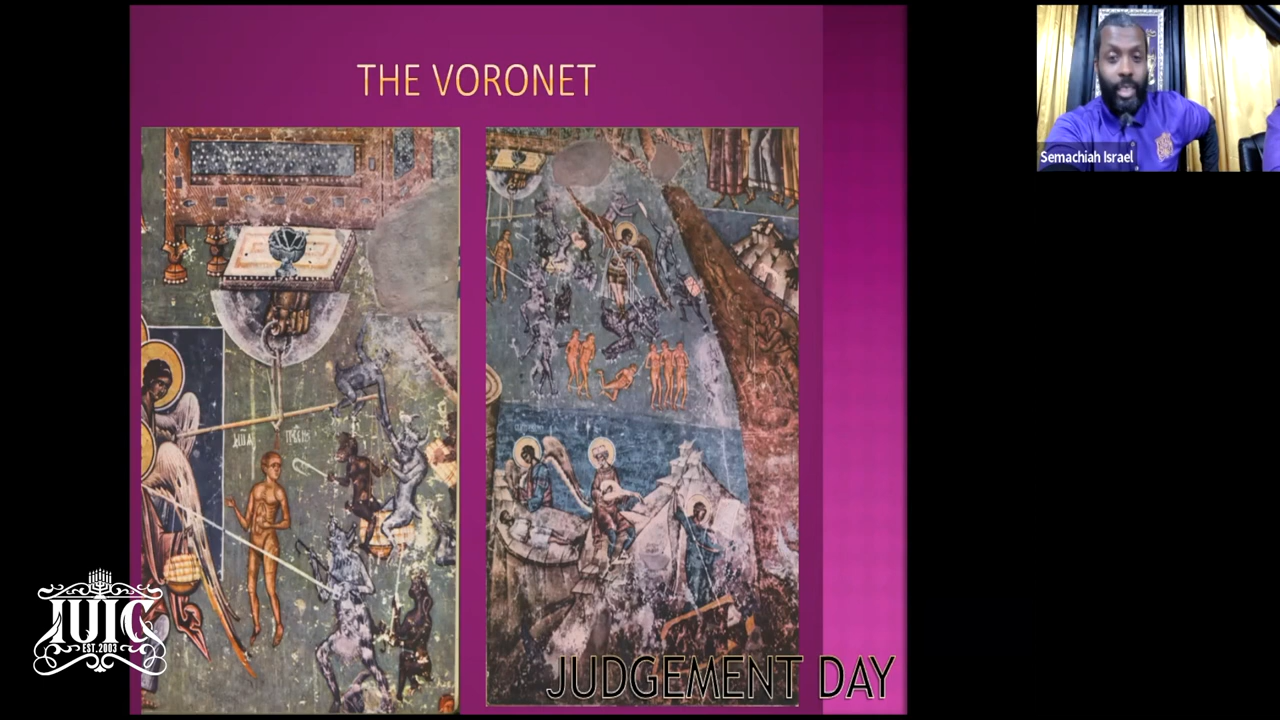 THE VORONET
Semachiah Israel
IUIC
EST. 2003
JUDGEMENT DAY